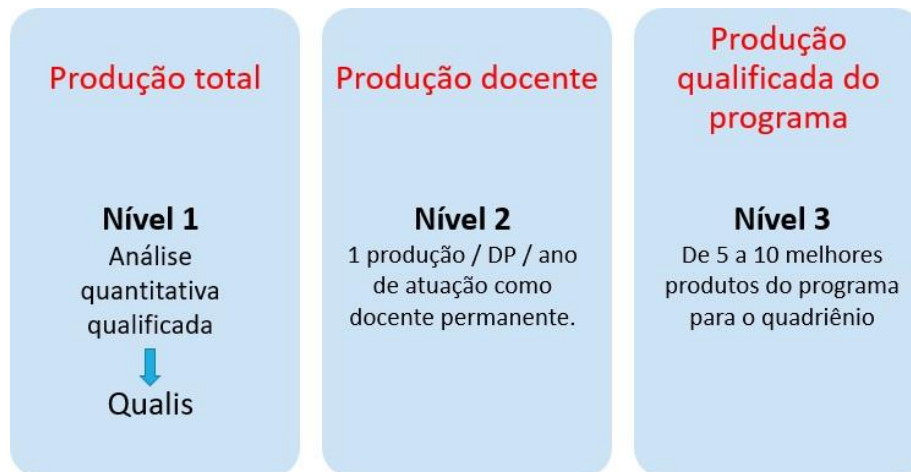 Produção total
Nível 1
Análise
quantitativa
qualificada
Qualis
Produção docente
Nível 2
1 produção / DP / ano
de atuação como
docente permanente.
Produção
qualificada do
programa
Nível 3
De 5 a 10 melhores
produtos do programa
para o quadriênio